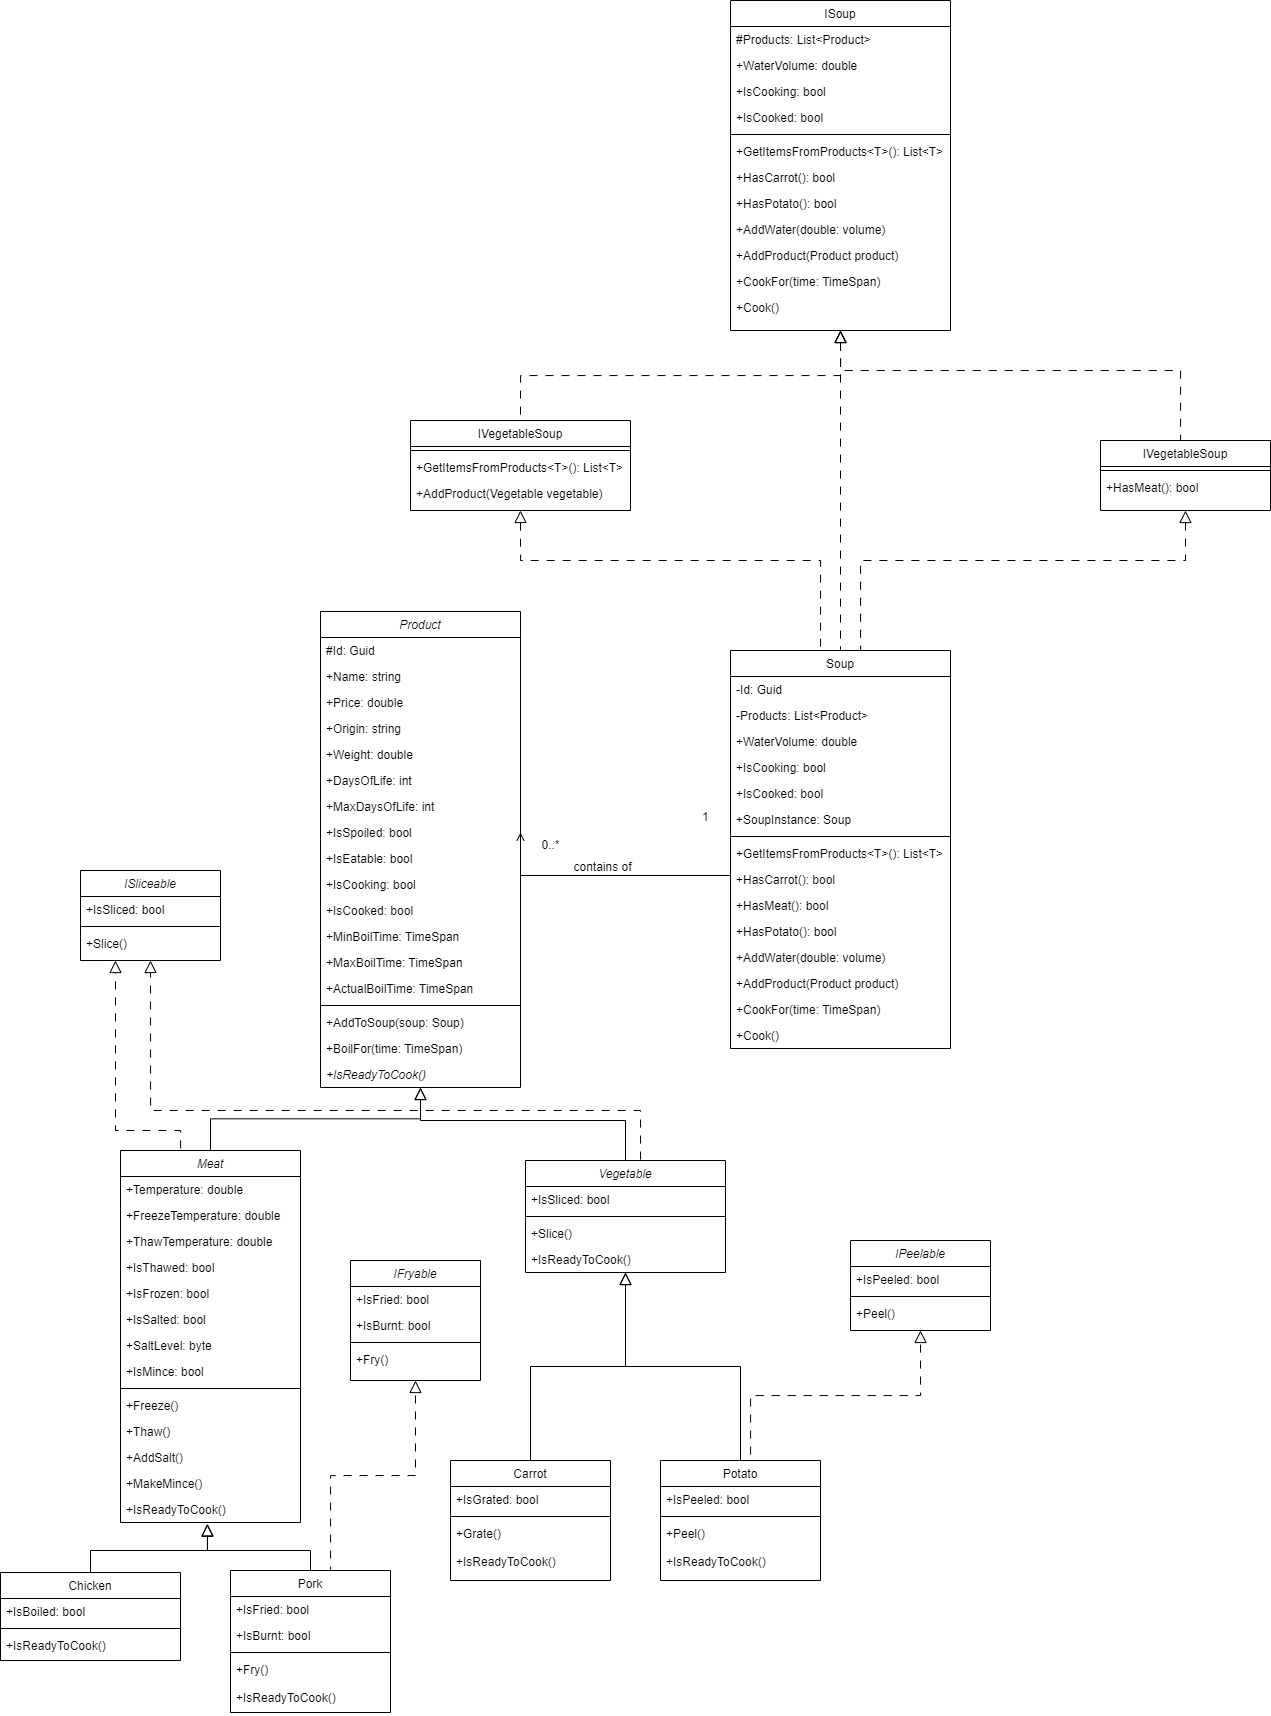 ISoup
#Products: List<Product>
+WaterVolume: double
+IsCooking: bool
+IsCooked: bool
+GetItemsFromProducts<T>(): List<T>
+HasCarrot(): bool
+HasPotato(): bool
+AddWater(double: volume)
+AddProduct(Product product)
+CookFor(time: TimeSpan)
+Cook()
IVegetableSoup
+GetItemsFromProducts<T>(): List<T>
+AddProduct(Vegetable vegetable)
IVegetableSoup
+HasMeat(): bool
Product
#Id: Guid
+Name: string
+Price: double
+Origin: string
+Weight: double
+DaysOfLife: int
+MaxDaysOfLife: int
+IsSpoiled: bool
+IsEatable: bool
+IsCooking: bool
+IsCooked: bool
+MinBoilTime: TimeSpan
+MaxBoilTime: TimeSpan
+ActualBoilTime: TimeSpan
+AddToSoup(soup: Soup)
+BoilFor(time: TimeSpan)
+IsReadyToCook()
0..*
contains of
1
Soup
-Id: Guid
-Products: List<Product>
+WaterVolume: double
+IsCooking: bool
+IsCooked: bool
+SoupInstance: Soup
+GetItemsFromProducts<T>(): List<T>
+HasCarrot(): bool
+HasMeat(): bool
+HasPotato(): bool
+AddWater(double: volume)
+AddProduct(Product product)
+CookFor(time: TimeSpan)
+Cook()
ISliceable
+IsSliced: bool
+Slice()
Meat
+Temperature: double
+FreezeTemperature: double
+ThawTemperature: double
+IsThawed: bool
+IsFrozen: bool
+IsSalted: bool
+SaltLevel: byte
+IsMince: bool
+Freeze()
+Thaw()
+AddSalt()
+MakeMince()
+IsReadyToCook()
Vegetable
+IsSliced: bool
+Slice()
+IsReadyToCook()
IFryable
+IsFried: bool
+IsBurnt: bool
+Fry()
IPeelable
+IsPeeled: bool
+Peel()
Carrot
+IsGrated: bool
+Grate()
+IsReadyToCook()
Potato
+IsPeeled: bool
+Peel()
+IsReadyToCook()
Chicken
+IsBoiled: bool
+IsReadyToCook()
Pork
+IsFried: bool
+IsBurnt: bool
+Fry()
+IsReadyToCook()